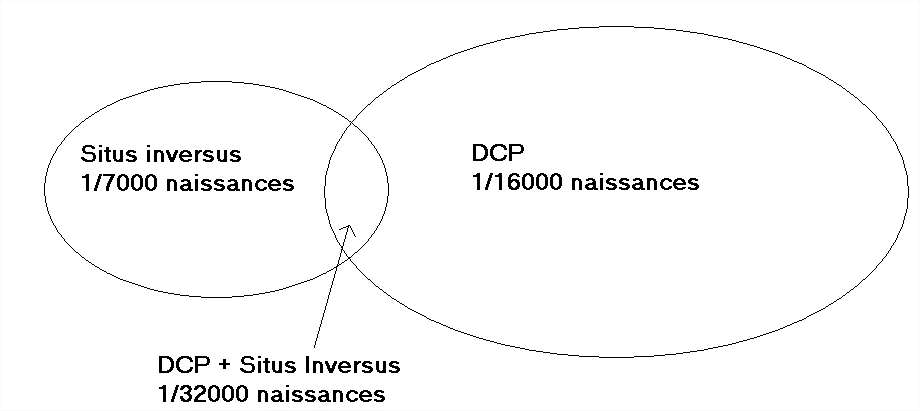 Situs inversus
1/7000 naissances
DCP
1/16000 naissances
DCP + Situs Inversus
1/32000 naissances